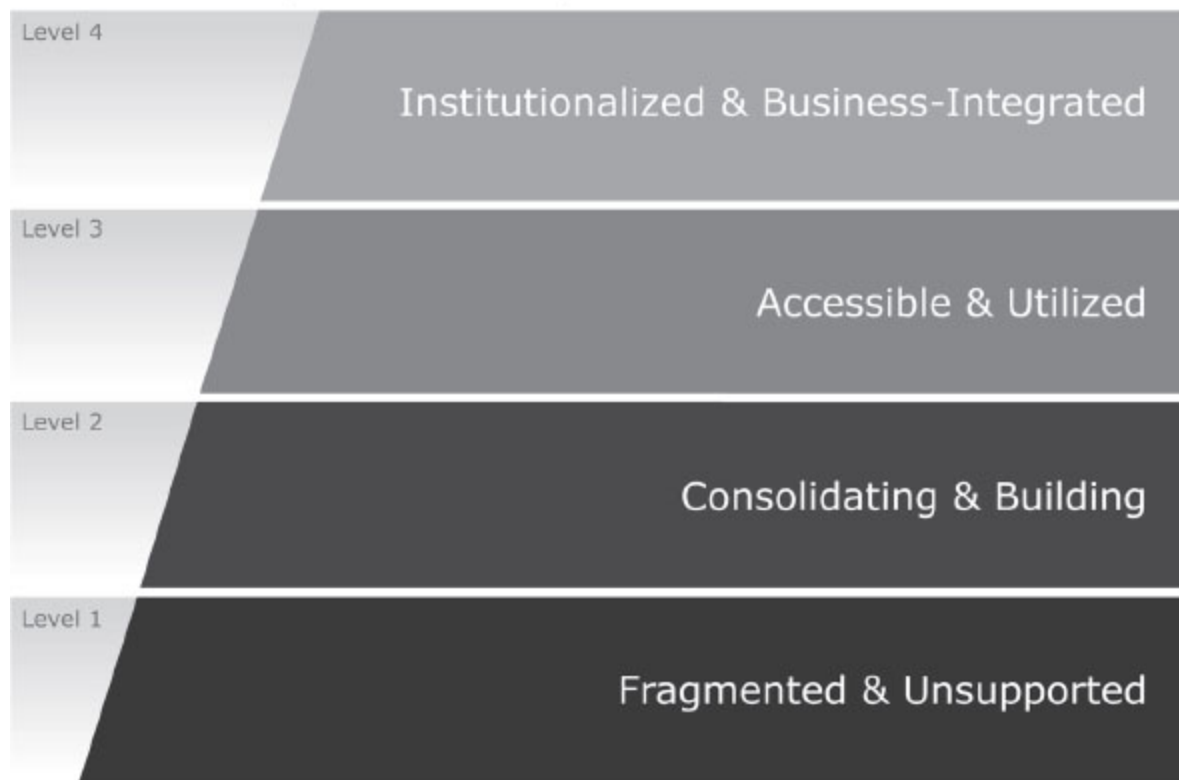 Level 4
Institutionalized & Business-Integrated
Level 3
Accessible & Utilized
Level 2
Consolidating & Building
Level 1
Fragmented & Unsupported